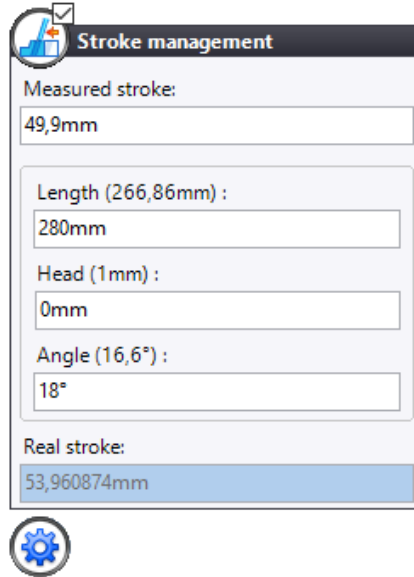 Stroke management
Measured stroke:
49,9mm
Length (266,86mm) :
280mm
Head (1mm) :
0mm
Angle (16,6°) :
18°
Real stroke:
53,960874mm